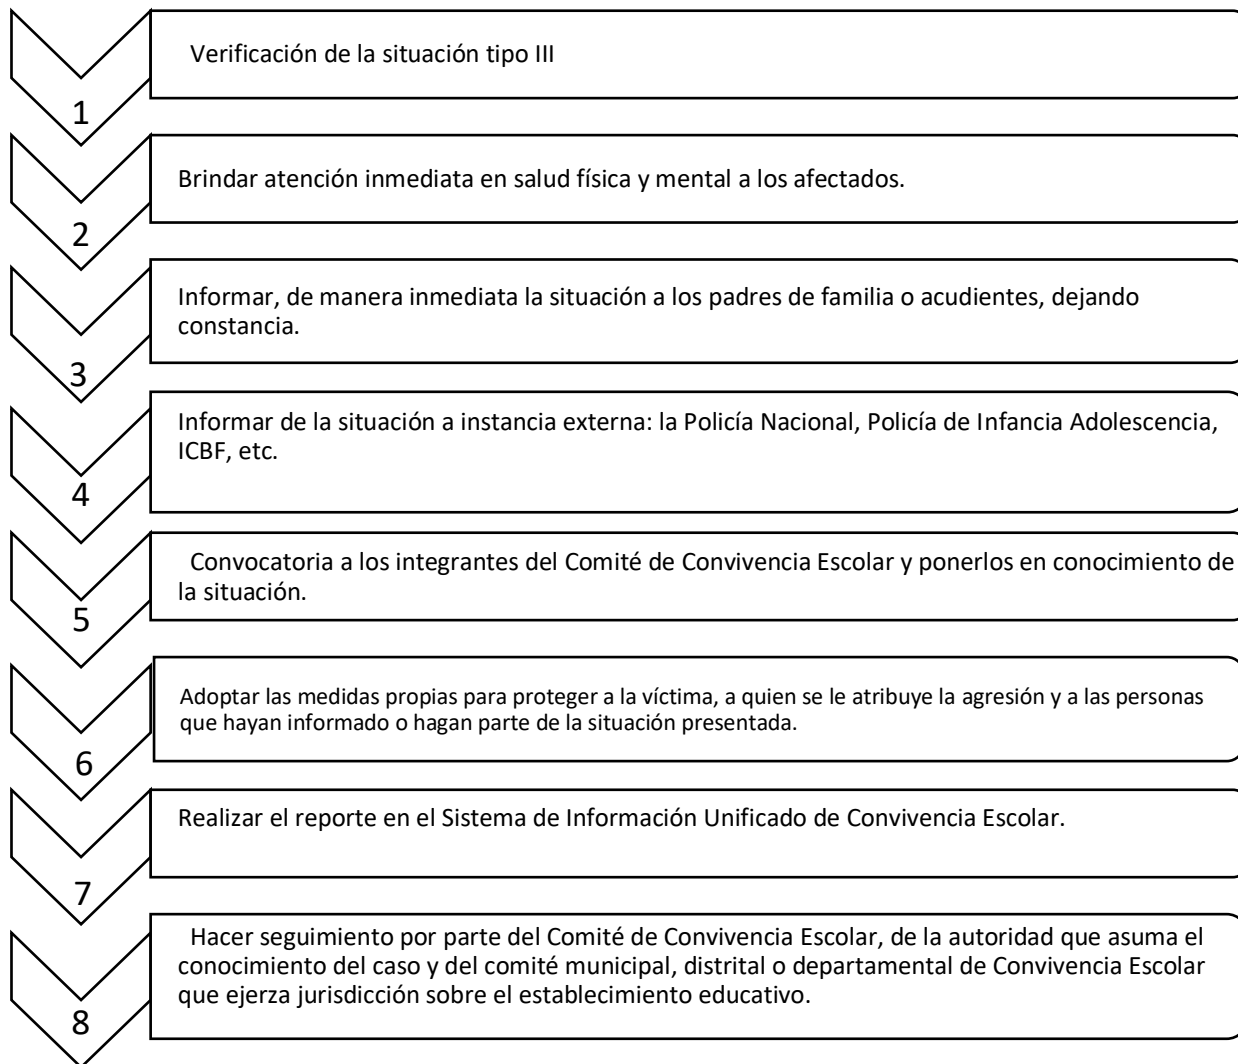 Verificación de la situación tipo III
1
Brindar atención inmediata en salud física y mental a los afectados.
2
Informar, de manera inmediata la situación a los padres de familia o acudientes, dejando
constancia.
3
Informar de la situación a instancia externa: la Policía Nacional, Policía de Infancia Adolescencia,
ICBF, etc.
4
Convocatoria a los integrantes del Comité de Convivencia Escolar y ponerlos en conocimiento de
la situación.
5
Adoptar las medidas propias para proteger a la víctima, a quien se le atribuye la agresión y a las personas
que hayan informado o hagan parte de la situación presentada.
6
Realizar el reporte en el Sistema de Información Unificado de Convivencia Escolar.
7
Hacer seguimiento por parte del Comité de Convivencia Escolar, de la autoridad que asuma el
conocimiento del caso y del comité municipal, distrital o departamental de Convivencia Escolar
que ejerza jurisdicción sobre el establecimiento educativo.
8